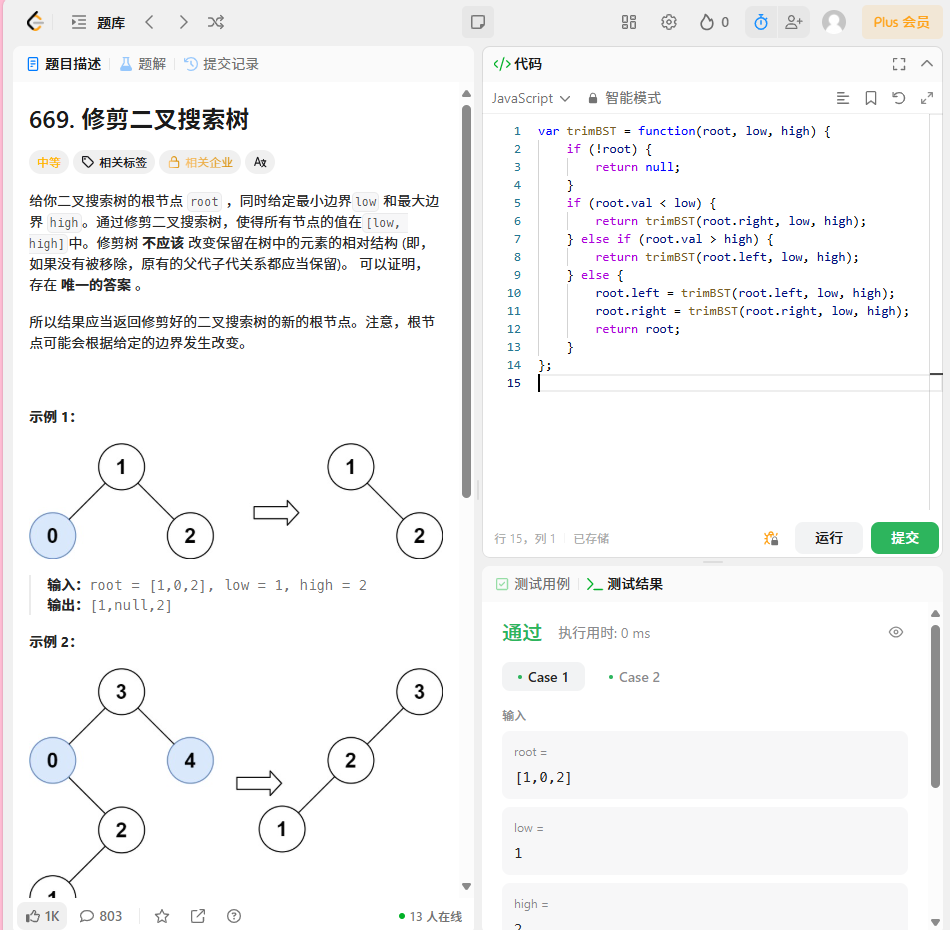 题库
0
Plus 会员
题目描述
题解
提交记录
669. 修剪二叉搜索树
中等
相关标签
相关企业
给你二叉搜索树的根节点 root ，同时给定最小边界low 和最大边
界 high。通过修剪二叉搜索树，使得所有节点的值在[low,
high]中。修剪树 不应该 改变保留在树中的元素的相对结构 (即，
如果没有被移除，原有的父代子代关系都应当保留)。 可以证明，
存在 唯一的答案 。
所以结果应当返回修剪好的二叉搜索树的新的根节点。注意，根节
点可能会根据给定的边界发生改变。
示例 1：
1
0
2
1
2
输入：root = [1,0,2], low = 1, high = 2
输出：[1,null,2]
示例 2：
3
0
4
2
1
3
2
1
1K
803
13 人在线
</>代码
JavaScript
智能模式
1 var trimBST = function(root, low, high) {
2 if (!root) {
3 return null;
4 }
5 if (root.val < low) {
6 return trimBST(root.right, low, high);
7 } else if (root.val > high) {
8 return trimBST(root.left, low, high);
9 } else {
10 root.left = trimBST(root.left, low, high);
11 root.right = trimBST(root.right, low, high);
12 return root;
13 }
14 };
15
行 15，列 1
已存储
运行
提交
测试用例
测试结果
通过
执行用时: 0 ms
Case 1
Case 2
输入
root =
[1,0,2]
low =
1
high =
2